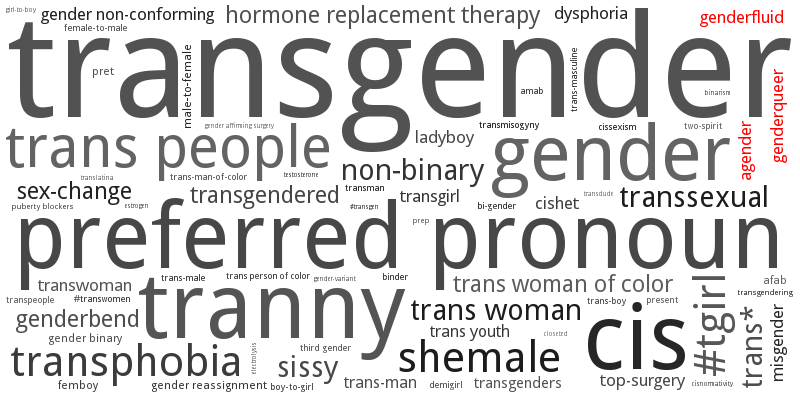 girl-to-boy
gender non-conforming
hormone replacement therapy
dysphoria
genderfluid
female-to-male
transgender
pret
male-to-female
amab
trans-masculine
binarism
genderqueer
gender affirming surgery
transmisogyny
cissexism
two-spirit
agender
trans people
ladyboy
gender
non-binary
translatina
trans-man-of-color
testosterone
sex-change
transgendered
transman
transgirl
cishet
transdude
transsexual
puberty blockers
estrogen
#transgen
bi-gender
preferred pronoun
prep
trans-male
trans person of color
gender-variant
binder
transwoman
tranny
trans woman of color
afab
transpeople
#transwomen
trans woman
trans-boy
present
#tgirl
transgendering
genderbend
trans youth
closeted
cis
trans*
misgender
gender binary
third gender
transphobia
electrolysis
sissy
shemale
femboy
gender reassignment
boy-to-girl
trans-man
demigirl
transgenders
top-surgery
cisnormativity